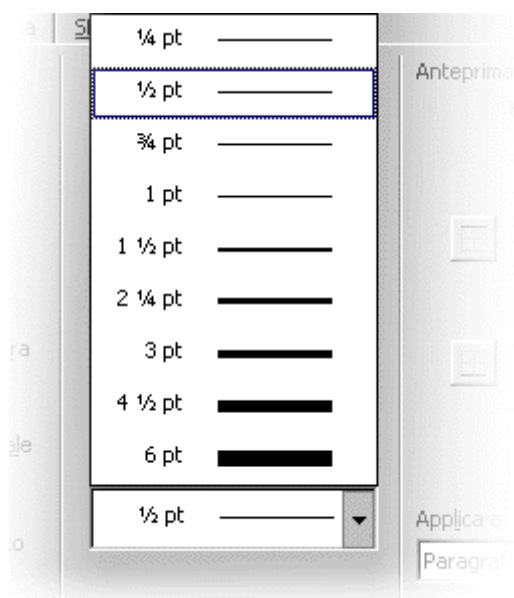 ¼ pt
½ pt
Anteprima
¾ pt
1 pt
1 ½ pt
2 ¼ pt
3 pt
4 ½ pt
6 pt
½ pt
Applica a
Paragraf